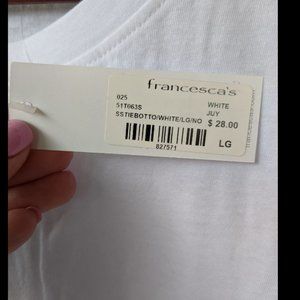 francesca's
025 WHITE
51T063S JUY
SSTIEBOTTO/WHITE/LG/NO $ 28.00
827571 LG